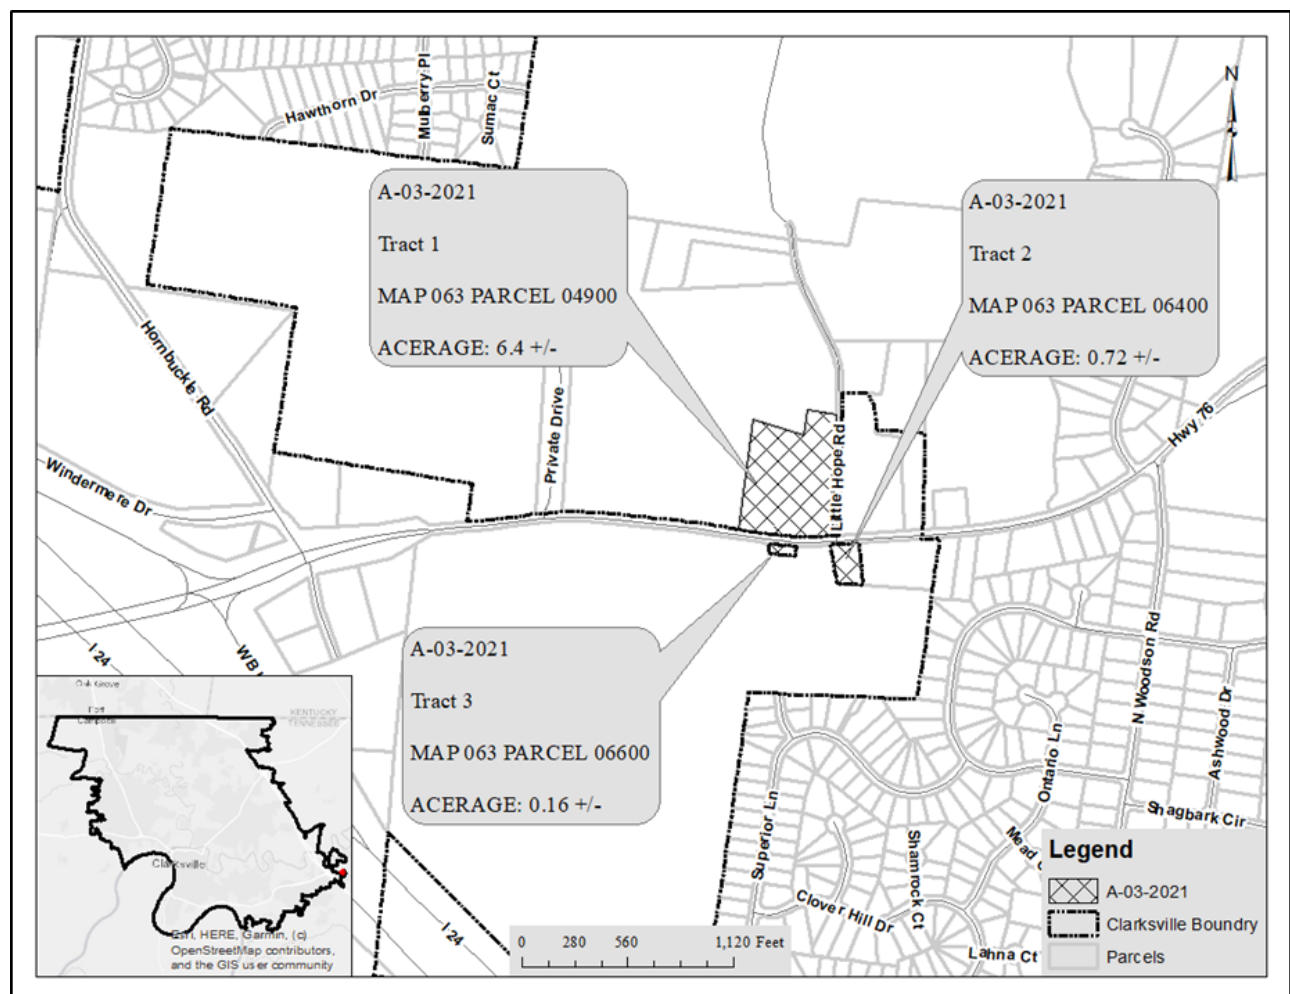 Hawthorn Dr
Mulberry Pl
Sumac Ct
N
A-03-2021
Tract 1
MAP 063 PARCEL 04900
ACERAGE: 6.4 +/-
A-03-2021
Tract 2
MAP 063 PARCEL 06400
ACERAGE: 0.72 +/-
Hornbuckle Rd
Private Drive
Little Hope Rd
Hwy 76
Windermere Dr
I 24
WB
A-03-2021
Tract 3
MAP 063 PARCEL 06600
ACERAGE: 0.16 +/-
N Woodson Rd
Ashwood Dr
Ontario Ln
Superior Ln
Shagbark Cir
Mead
Shamrock Ct
Clover Hill Dr
Lahna Ct
I 24
Oak Grove
Fort
Campbell
KENTUCKY
TENNESSEE
Clarksville
Esri, HERE, Garmin, (c)
OpenStreetMap contributors,
and the GIS user community
0 280 560 1,120 Feet
Legend
A-03-2021
Clarksville Boundry
Parcels